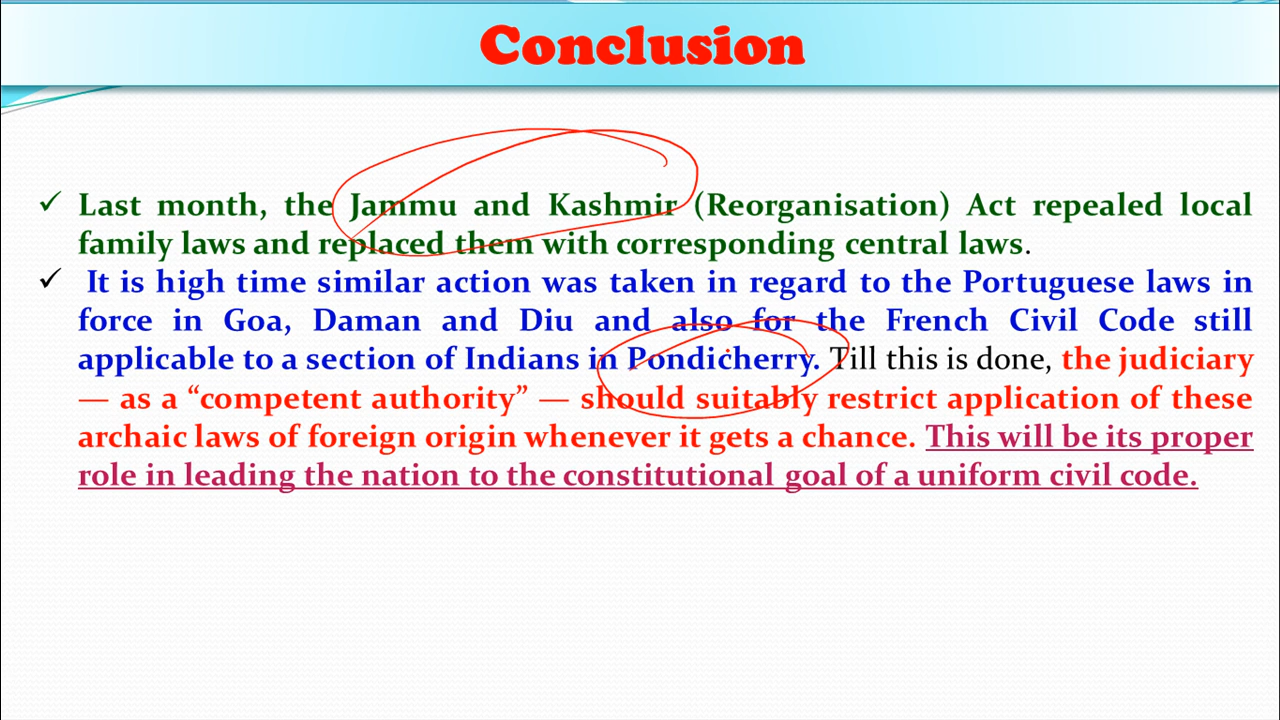 Conclusion
✓ Last month, the Jammu and Kashmir (Reorganisation) Act repealed local
family laws and replaced them with corresponding central laws.
✓ It is high time similar action was taken in regard to the Portuguese laws in
force in Goa, Daman and Diu and also for the French Civil Code still
applicable to a section of Indians in Pondicherry. Till this is done, the judiciary
— as a “competent authority” — should suitably restrict application of these
archaic laws of foreign origin whenever it gets a chance. This will be its proper
role in leading the nation to the constitutional goal of a uniform civil code.